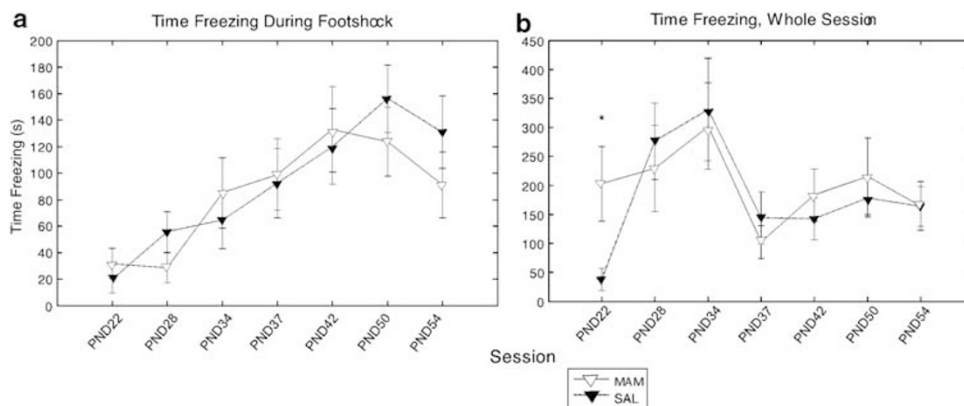 a
Time Freezing During Footshock
Time Freezing (s)
200
180
160
140
120
100
80
60
40
20
0
PND22
PND28
PND34
PND37
PND42
PND50
PND54
b
Time Freezing, Whole Session
450
400
350
300
250
200
150
100
50
0
*
PND22
PND28
PND34
PND37
PND42
PND50
PND54
Session
MAM
SAL